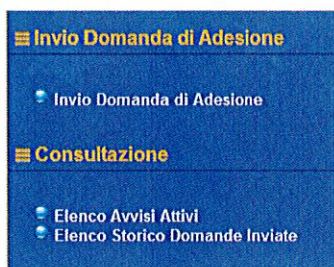 Invio Domanda di Adesione
Invio Domanda di Adesione
Consultazione
Elenco Avvisi Attivi
Elenco Storico Domande Inviate